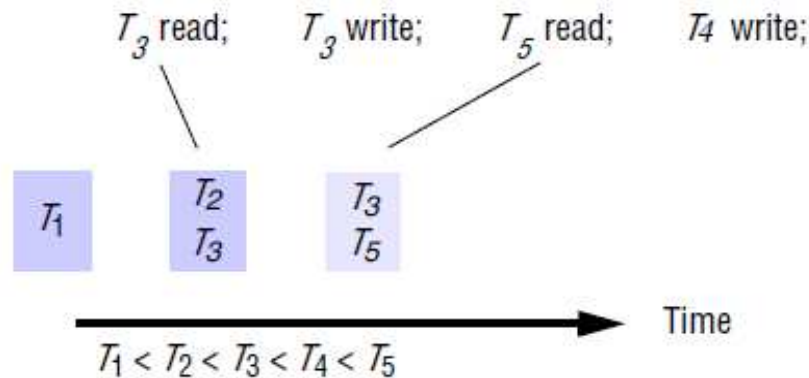 T3 read; T3 write; T5 read; T4 write;
T1 T2 T3
T3 T5
Time
T1 < T2 < T3 < T4 < T5